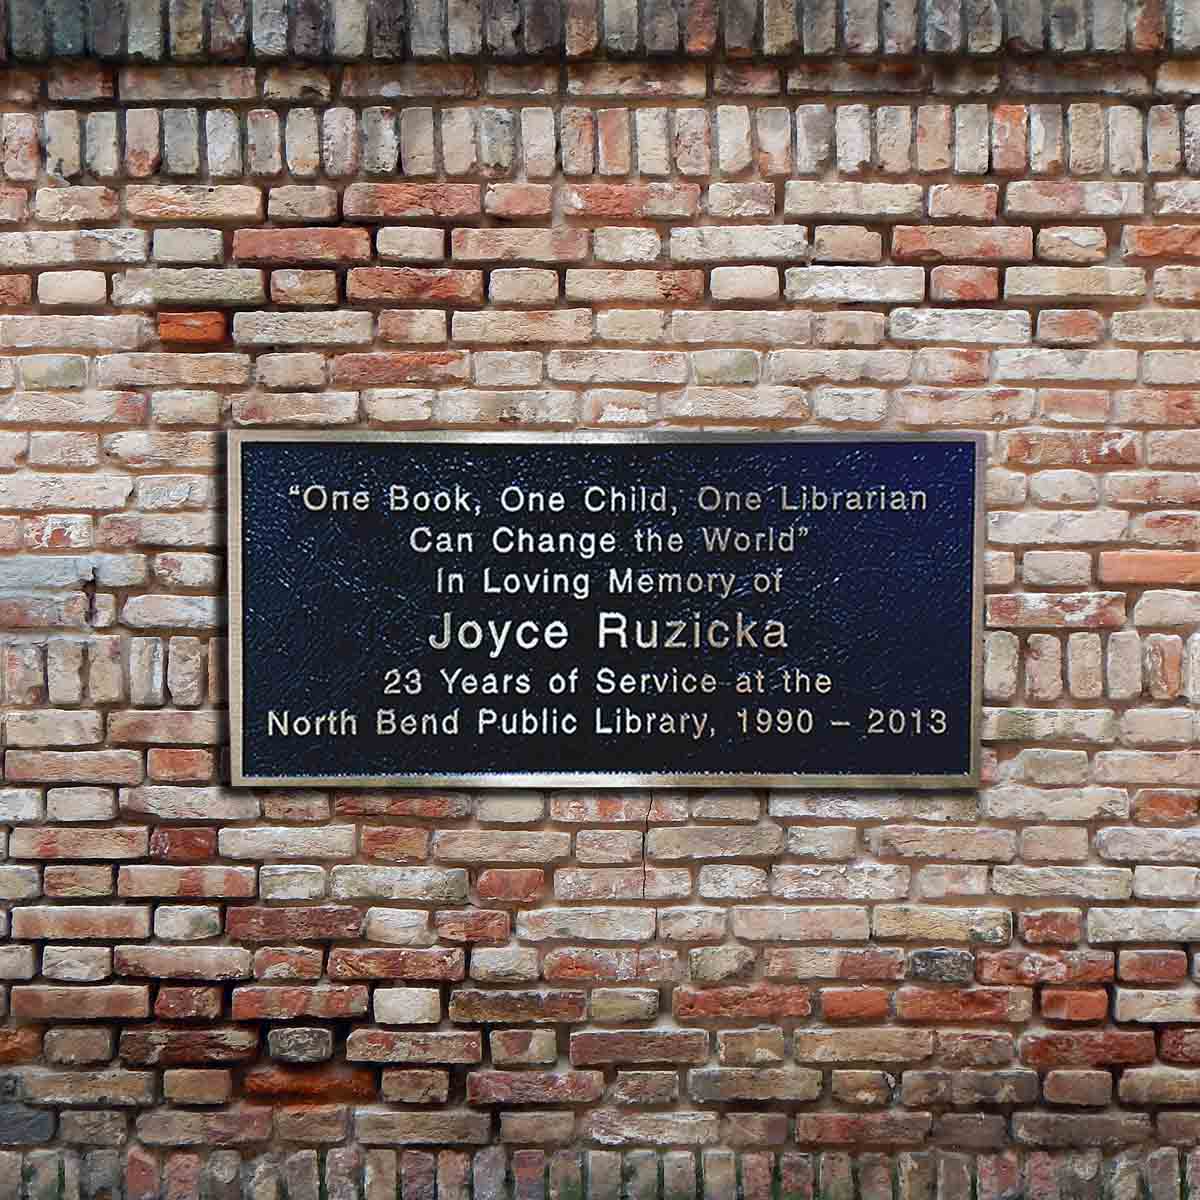 “One Book, One Child, One Librarian
Can Change the World”
In Loving Memory of
Joyce Ruzicka
23 Years of Service at the
North Bend Public Library, 1990 – 2013